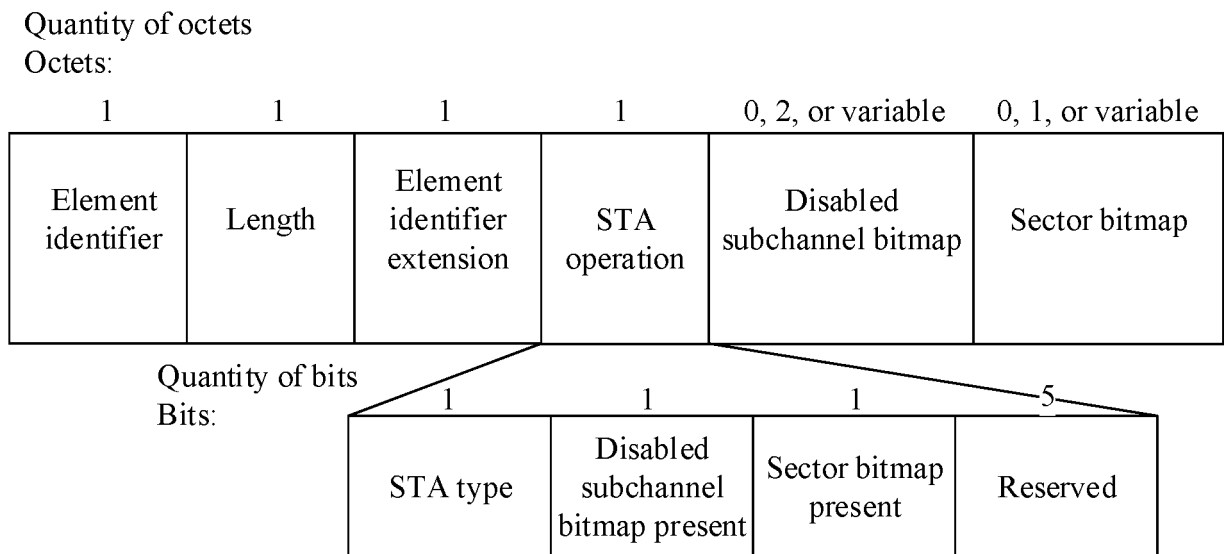 Quantity of octets
Octets:
1 1 1 1 0, 2, or variable 0, 1, or variable
Element identifier
Length
Element identifier extension
STA operation
Disabled subchannel bitmap
Sector bitmap
Quantity of bits
Bits:
1 1 1 5
STA type
Disabled subchannel bitmap present
Sector bitmap present
Reserved